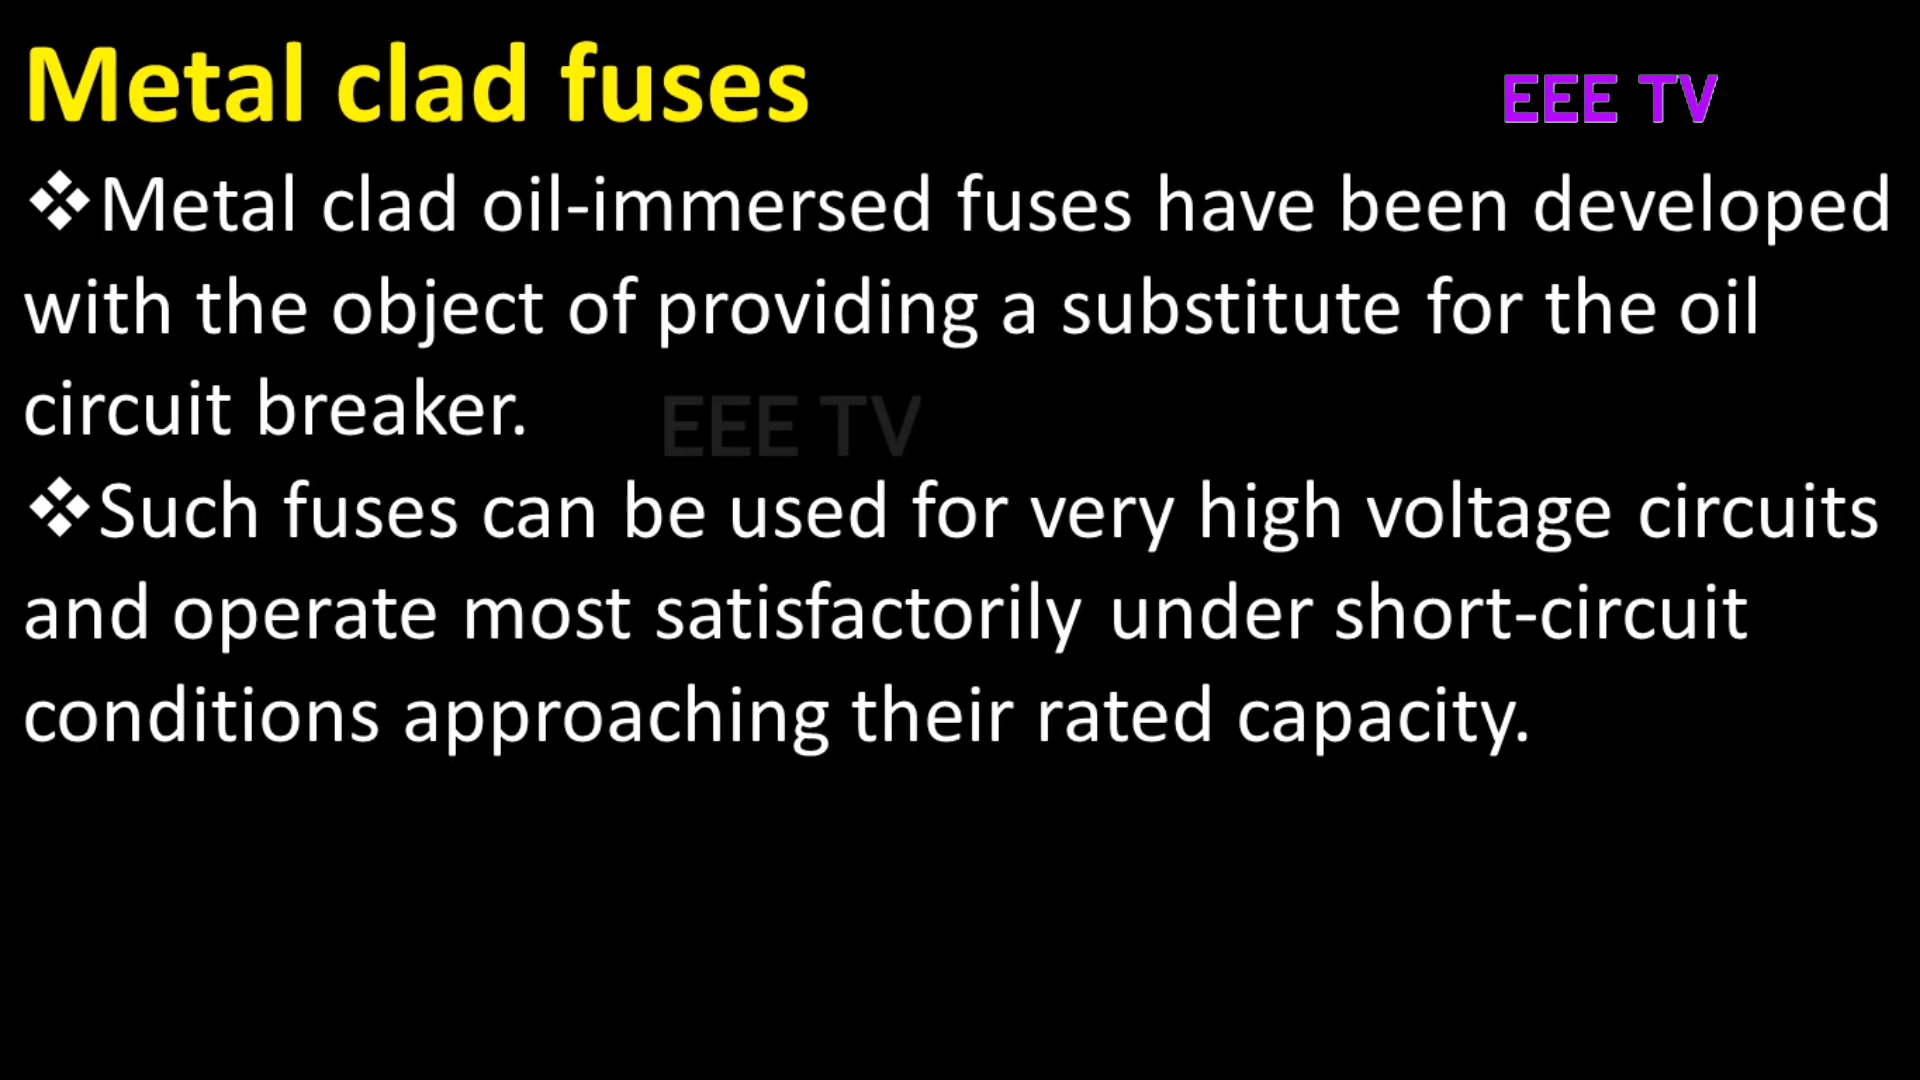 Metal clad fuses
EEE TV
❖Metal clad oil-immersed fuses have been developed
with the object of providing a substitute for the oil
circuit breaker.
EEE TV
❖Such fuses can be used for very high voltage circuits
and operate most satisfactorily under short-circuit
conditions approaching their rated capacity.